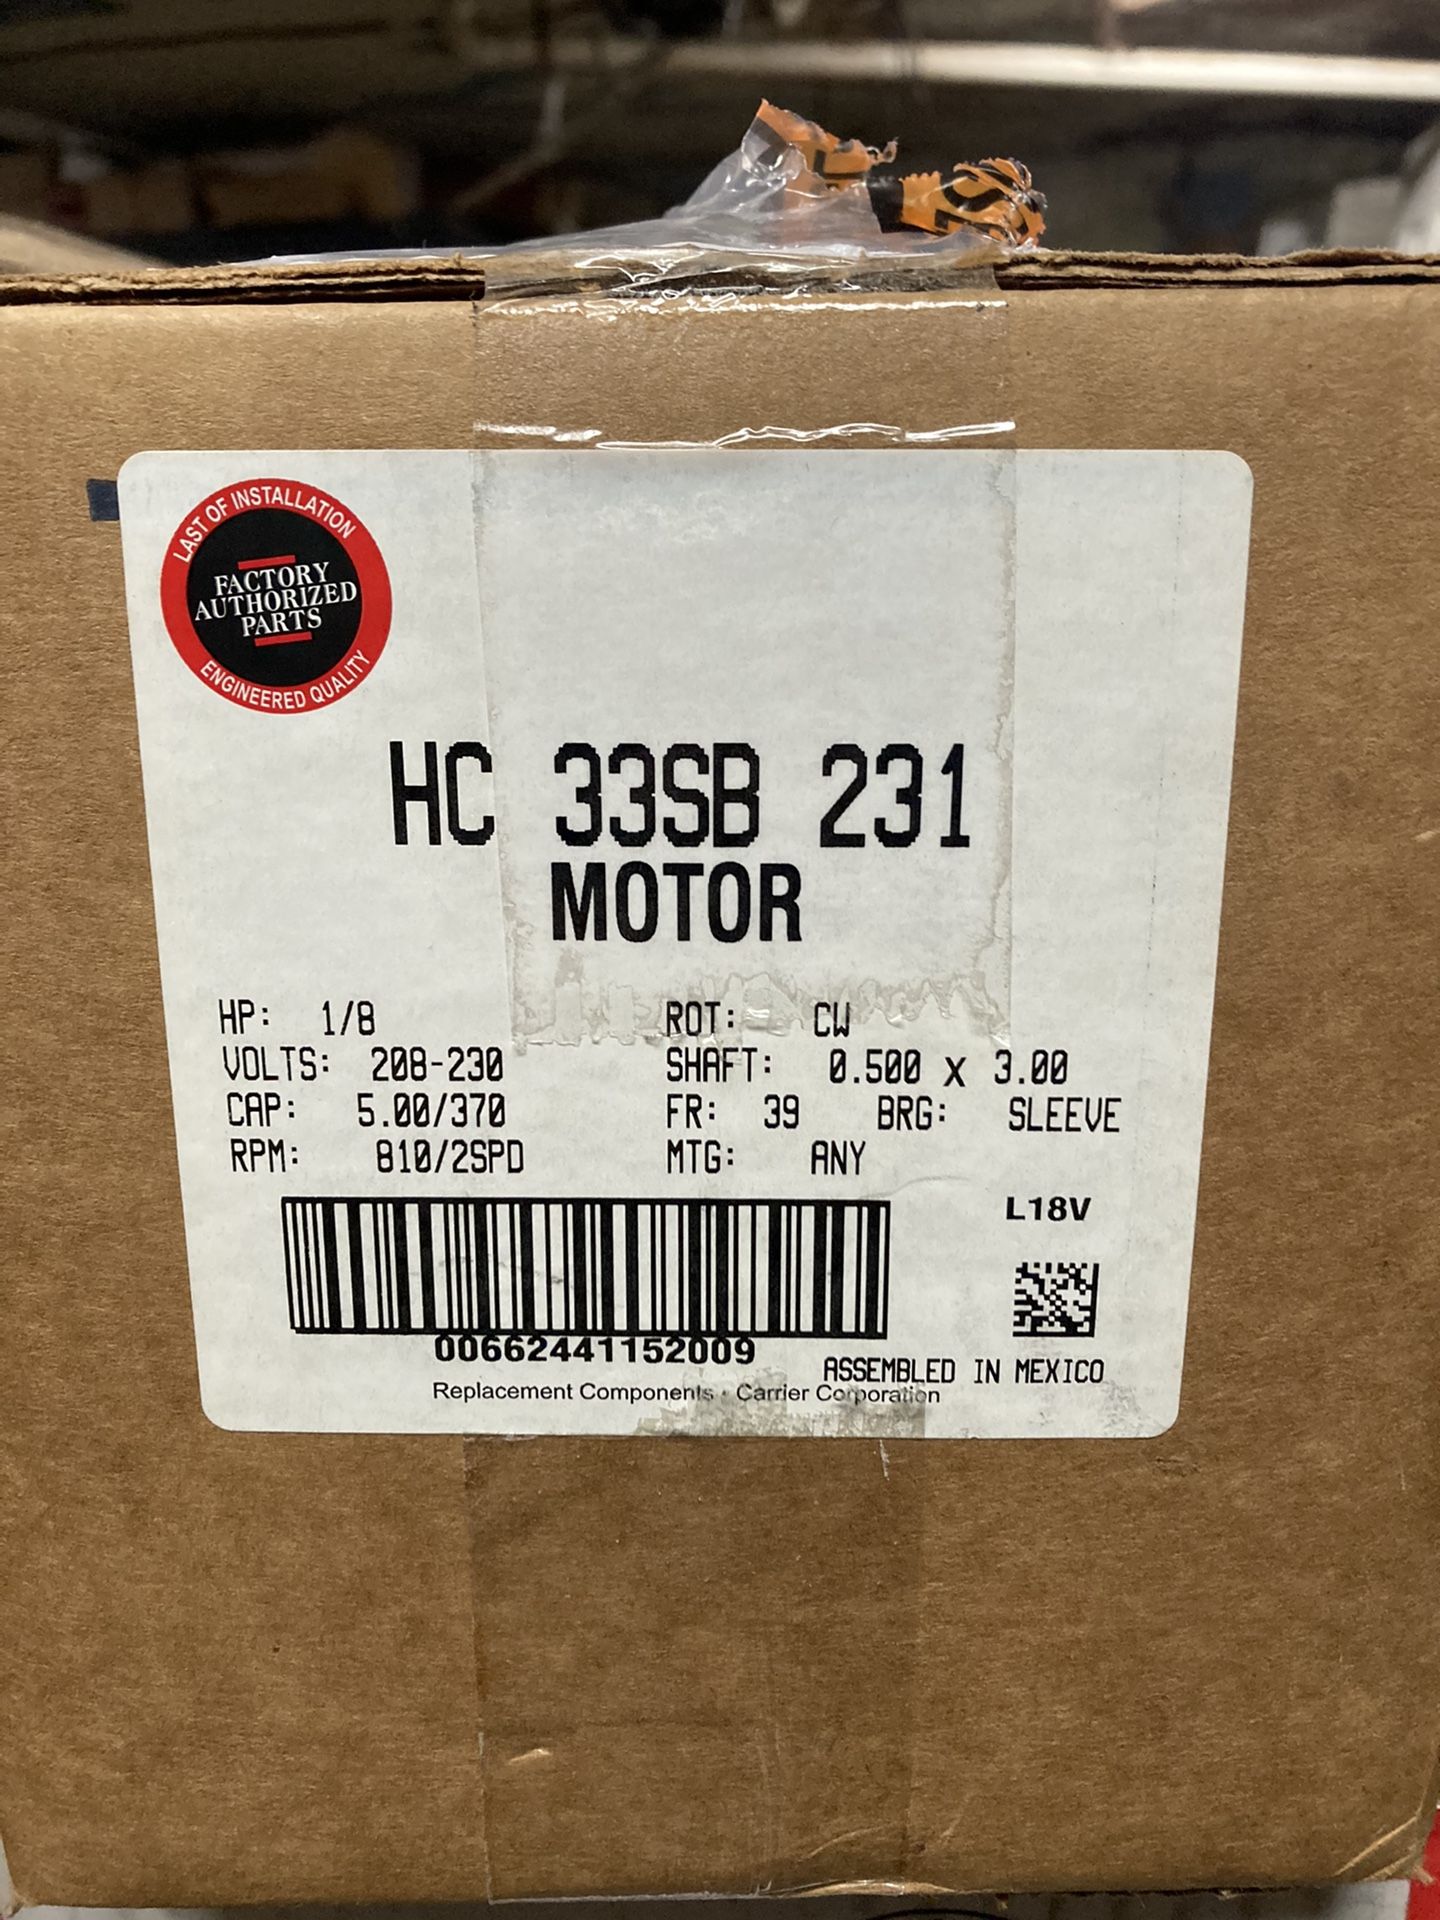 LAST OF INSTALLATION
FACTORY
AUTHORIZED
PARTS
ENGINEERED QUALITY
HC 33SB 231
MOTOR
HP: 1/8 ROT: CW
VOLTS: 208-230 SHAFT: 0.500 x 3.00
CAP: 5.00/370 FR: 39 BRG: SLEEVE
RPM: 810/2SPD MTG: ANY
L18V
00662441152009
ASSEMBLED IN MEXICO
Replacement Components · Carrier Corporation